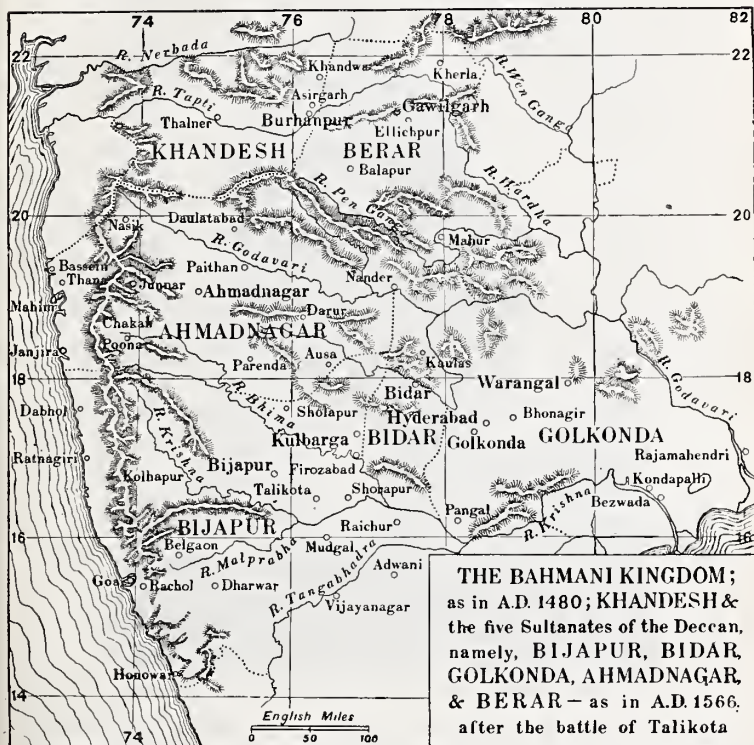 74 76 78 80 82
22 22
R. Nerbada
Khandwa
Kherla
R. Wen Ganga
Asirgarh
R. Tapti
Gawilgarh
Thalner
Burhanpur
Ellichpur
KHANDESH
BERAR
Balapur
R. Wardha
R. Pen Ganga
20 20
Nasik
Daulatabad
Mahur
R. Godavari
Bassein
Paithan
Thana
Nander
Junnar
Ahmadnagar
Mahim
Darur
Chakan
AHMADNAGAR
Poona
Janjira
Ausa
Kaulas
Parenda
R. Godavari
18 18
Warangal
Bidar
R. Bhima
Dabhol
Sholapur
Bhonagir
Hyderabad
R. Krishna
Kulbarga
BIDAR
Golkonda
GOLKONDA
Ratnagiri
Rajamahendri
Bijapur
Firozabad
Kolhapur
Kondapalli
Talikota
Shorapur
Bezwada
Pangal
BIJAPUR
Raichur
R. Krishna
16 16
Belgaon
Mudgal
R. Malprabha
Adwani
Goa
Rachol
Dharwar
R. Tangabhadra
Vijayanagar
Honowar
14
English Miles
0 50 100
74
THE BAHMANI KINGDOM;
as in A.D. 1480; KHANDESH &
the five Sultanates of the Deccan,
namely, BIJAPUR, BIDAR,
GOLKONDA, AHMADNAGAR,
& BERAR — as in A.D. 1566,
after the battle of Talikota